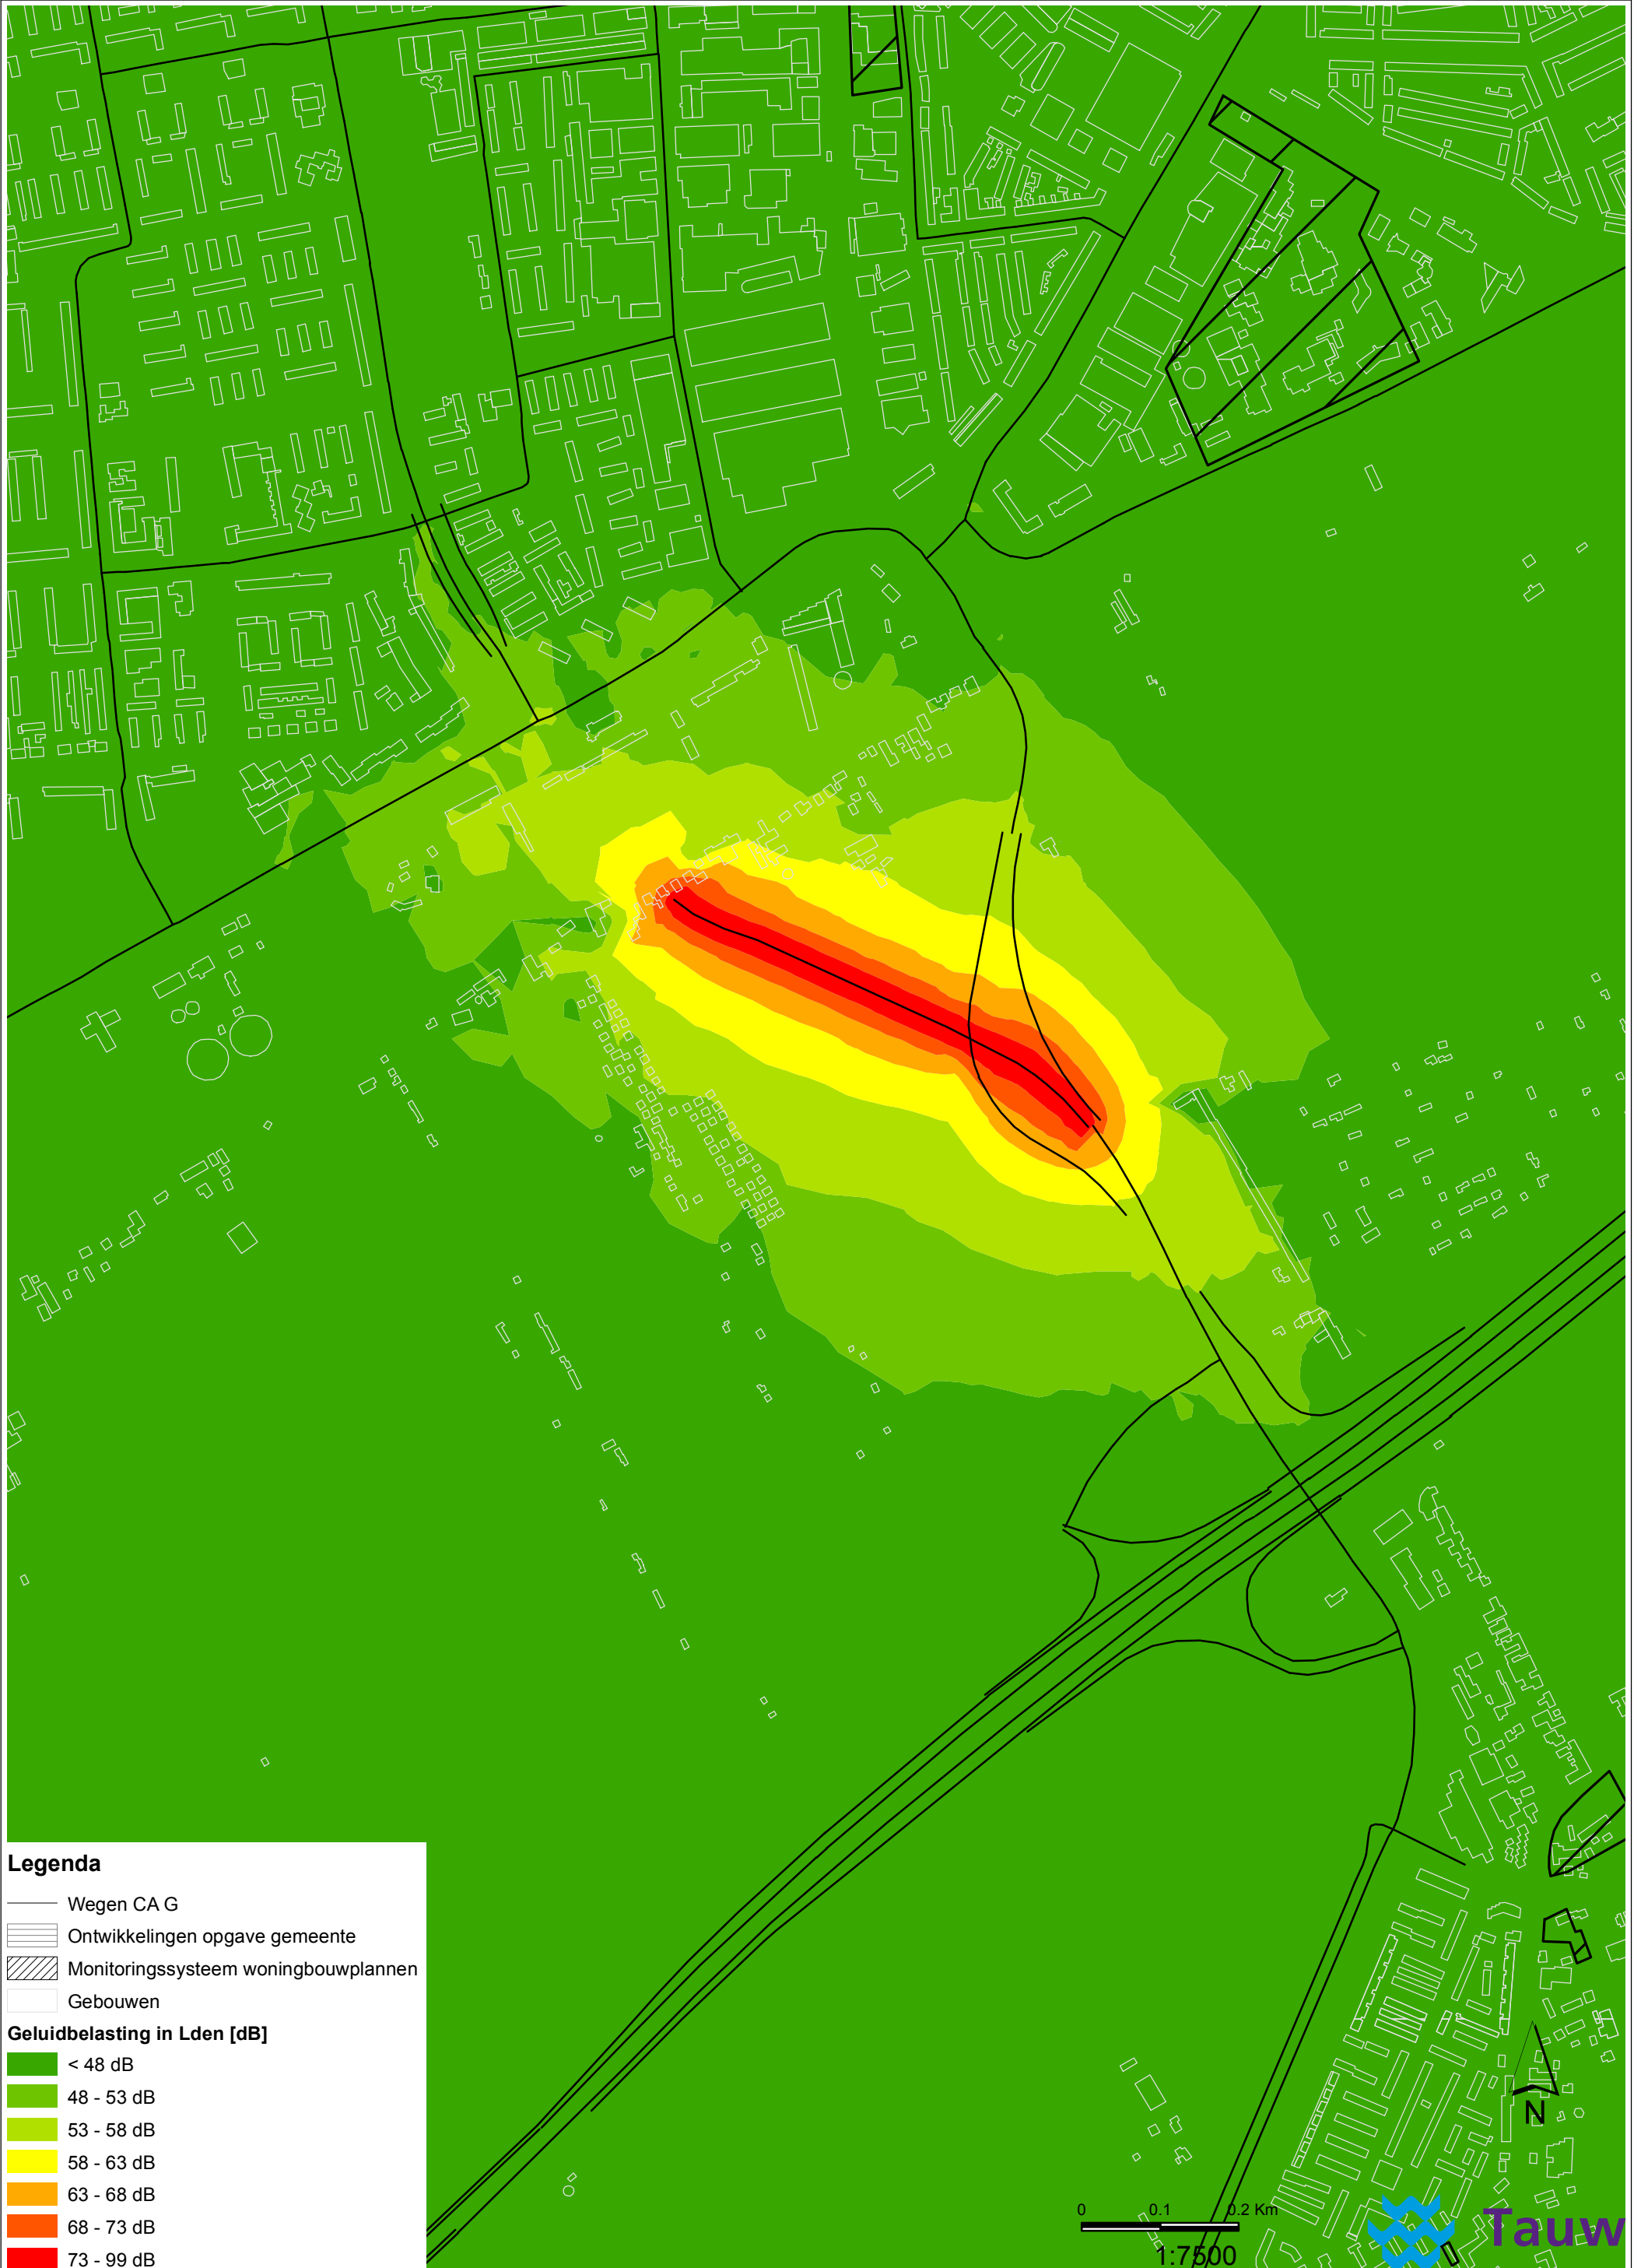 Legenda
Wegen CA G
Ontwikkelingen opgave gemeente
Monitoringssysteem woningbouwplannen
Gebouwen
Geluidbelasting in Lden [dB]
< 48 dB
48 - 53 dB
53 - 58 dB
58 - 63 dB
63 - 68 dB
68 - 73 dB
73 - 99 dB
N
0 0.1 0.2 Km
1:7500
Tauw